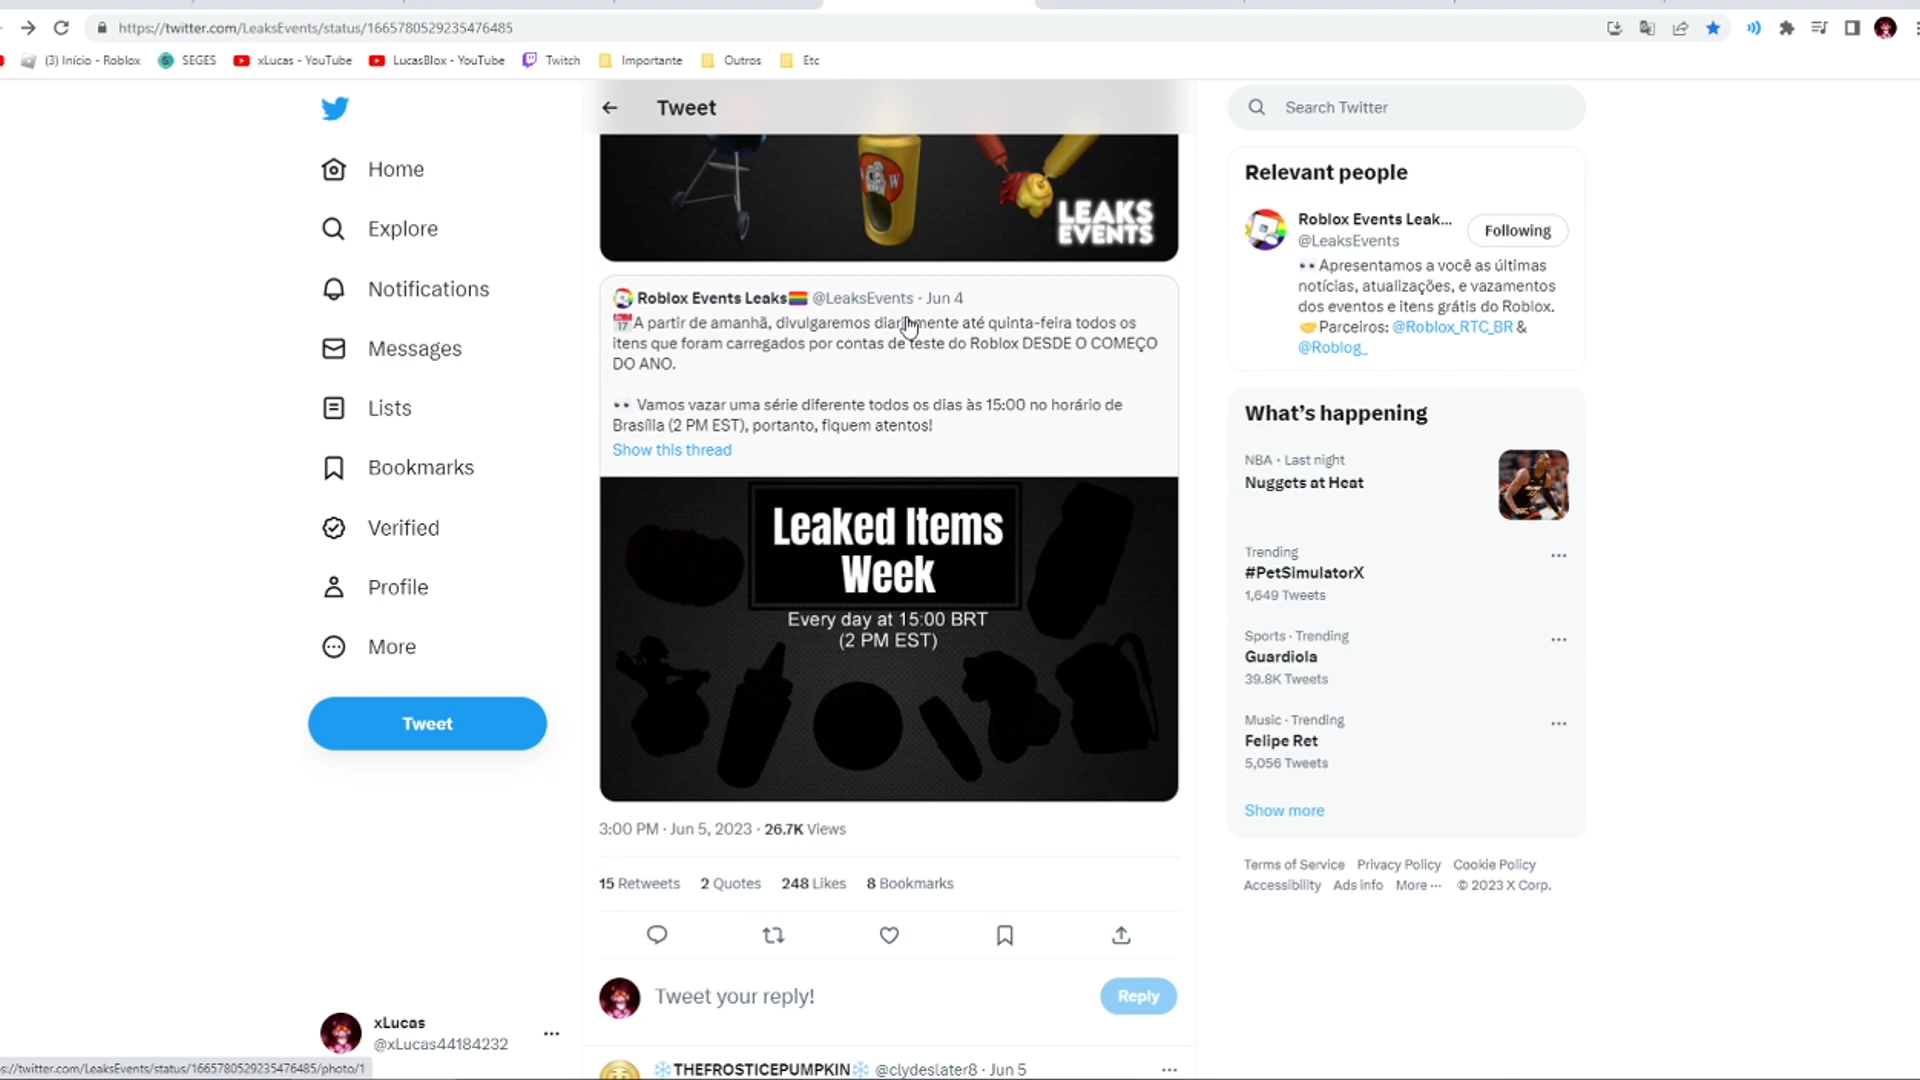 https://twitter.com/LeaksEvents/status/1665780529235476485
(3) Início - Roblox
SEGES
xLucas - YouTube
LucasBlox - YouTube
Twitch
Importante
Outros
Etc
Tweet
Search Twitter
Home
Explore
Notifications
Messages
Lists
Bookmarks
Verified
Profile
More
Tweet
xLucas
@xLucas44184232
W
LEAKS
EVENTS
Roblox Events Leaks @LeaksEvents · Jun 4
A partir de amanhã, divulgaremos diariamente até quinta-feira todos os
itens que foram carregados por contas de teste do Roblox DESDE O COMEÇO
DO ANO.
Vamos vazar uma série diferente todos os dias às 15:00 no horário de
Brasília (2 PM EST), portanto, fiquem atentos!
Show this thread
Leaked Items
Week
Every day at 15:00 BRT
(2 PM EST)
3:00 PM · Jun 5, 2023 · 26.7K Views
15 Retweets 2 Quotes 248 Likes 8 Bookmarks
Tweet your reply!
Reply
THEFROSTICEPUMPKIN @clydeslater8 · Jun 5
Relevant people
Roblox Events Leak...
@LeaksEvents
Following
Apresentamos a você as últimas
notícias, atualizações, e vazamentos
dos eventos e itens grátis do Roblox.
Parceiros: @Roblox_RTC_BR &
@Roblog_
What's happening
NBA · Last night
Nuggets at Heat
Trending
#PetSimulatorX
1,649 Tweets
Sports · Trending
Guardiola
39.8K Tweets
Music · Trending
Felipe Ret
5,056 Tweets
Show more
Terms of Service Privacy Policy Cookie Policy
Accessibility Ads info More ··· © 2023 X Corp.
s://twitter.com/LeaksEvents/status/1665780529235476485/photo/1